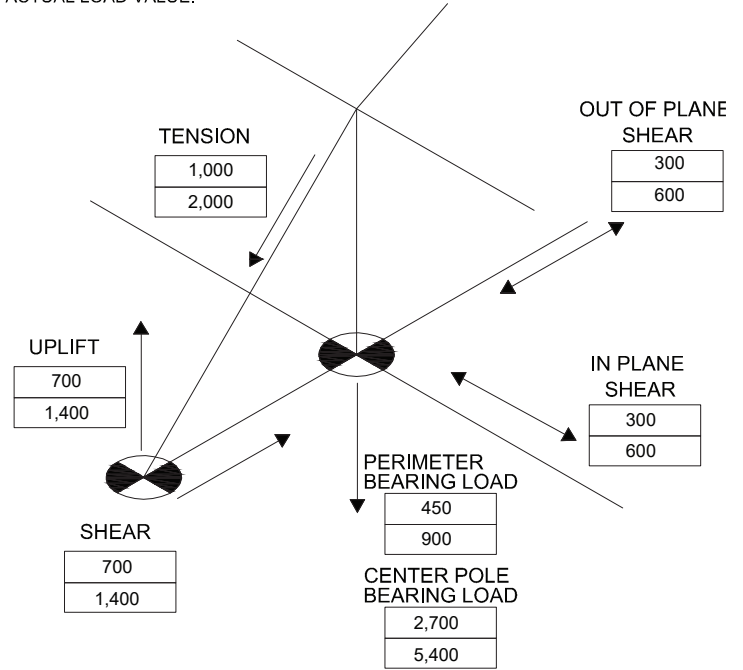 ACTUAL LOAD VALUE.
OUT OF PLANE
SHEAR
300
600
TENSION
1,000
2,000
UPLIFT
700
1,400
IN PLANE
SHEAR
300
600
PERIMETER
BEARING LOAD
450
900
SHEAR
700
1,400
CENTER POLE
BEARING LOAD
2,700
5,400